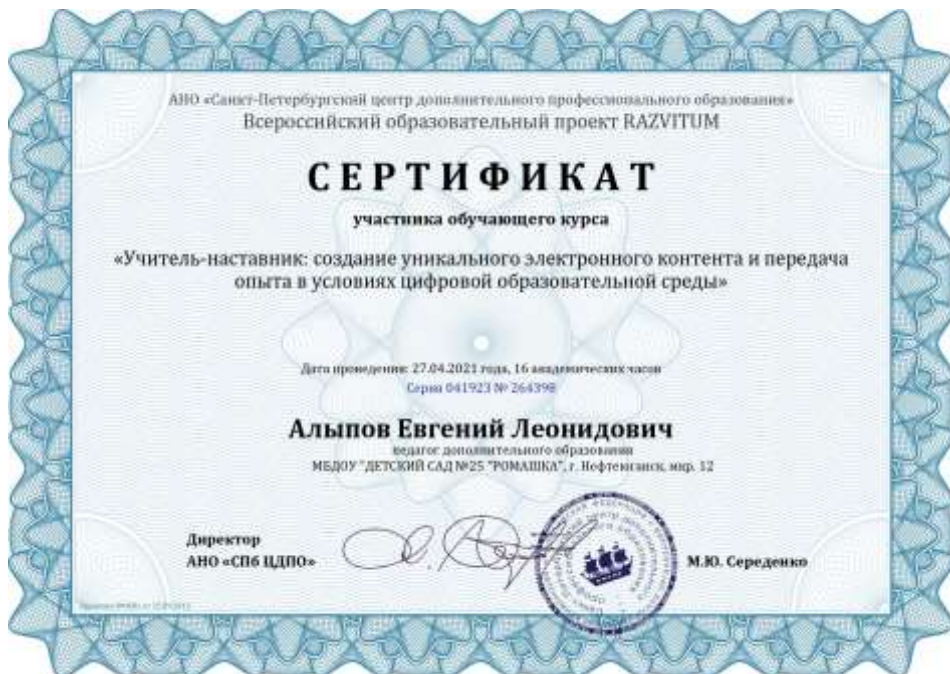 АНО «Санкт-Петербургский центр дополнительного профессионального образования»
Всероссийский образовательный проект RAZVITUM
СЕРТИФИКАТ
участника обучающего курса
«Учитель-наставник: создание уникального электронного контента и передача
опыта в условиях цифровой образовательной среды»
Дата проведения: 27.04.2021 года, 16 академических часов
Серия 041923 № 264398
Алыпов Евгений Леонидович
педагог дополнительного образования
МБДОУ "ДЕТСКИЙ САД №25 "РОМАШКА", г. Нефтеюганск, мкр. 12
Директор
АНО «СПб ЦДПО»
М.Ю. Середенко